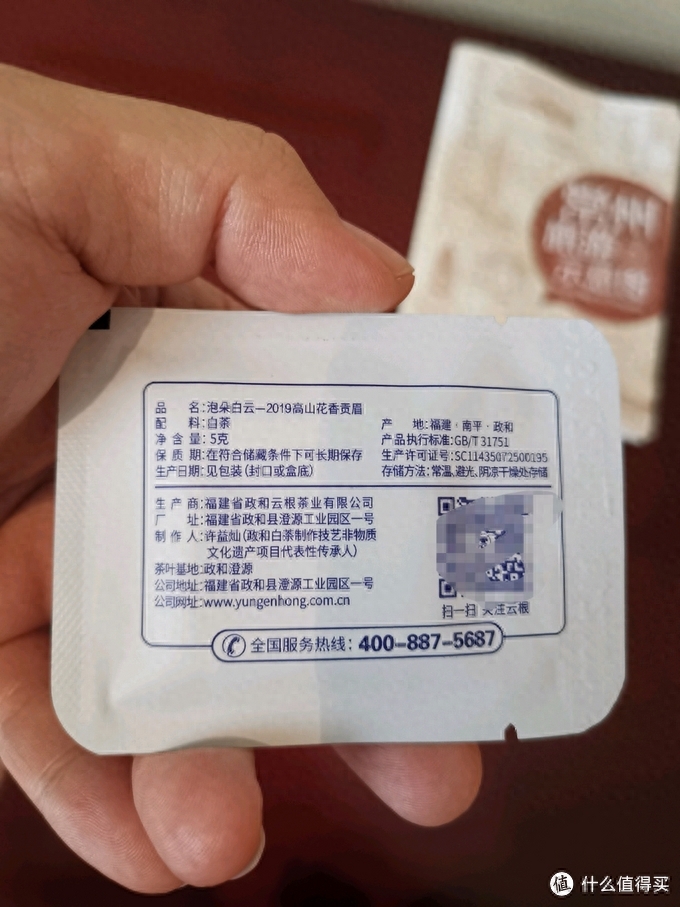 品　　名:泡朵白云—2019高山花香贡眉
配　　料:白茶
净 含 量:5克
保 质 期:在符合储藏条件下可长期保存
生产日期:见包装(封口或盒底)
产　　地:福建·南平·政和
产品执行标准:GB/T 31751
生产许可证号:SC11435072500195
存储方法:常温,避光、阴凉干燥处存储
生 产 商:福建省政和云根茶业有限公司
厂　　址:福建省政和县澄源工业园区一号
制 作 人:许益灿(政和白茶制作技艺非物质
文化遗产项目代表性传承人)
茶叶基地:政和澄源
公司地址:福建省政和县澄源工业园区一号
公司网址:www.yungenhong.com.cn
扫一扫 关注云根
全国服务热线：400-887-5687
值 什么值得买